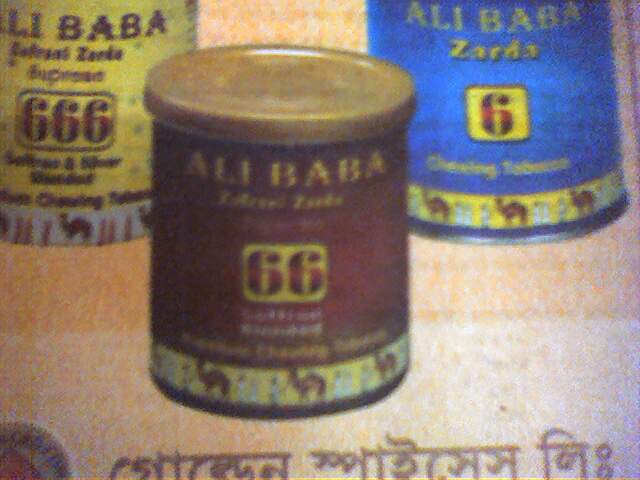 ALI BABA
Zafrani Zarda
Supreme
666
Saffron & Silver
Blended
Chewing Tobacco
ALI BABA
Zafrani Zarda
66
Saffron
Blended
Premium Chewing Tobacco
ALI BABA
Zarda
6
Chewing Tobacco
গোল্ডেন স্পাইসেস লিঃ